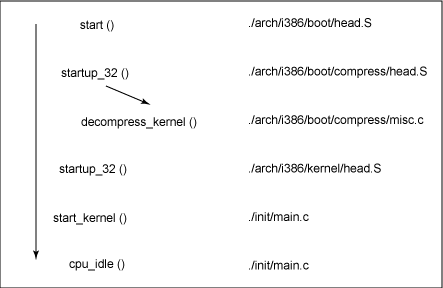 start () ./arch/i386/boot/head.S
startup_32 () ./arch/i386/boot/compress/head.S
decompress_kernel () ./arch/i386/boot/compress/misc.c
startup_32 () ./arch/i386/kernel/head.S
start_kernel () ./init/main.c
cpu_idle () ./init/main.c